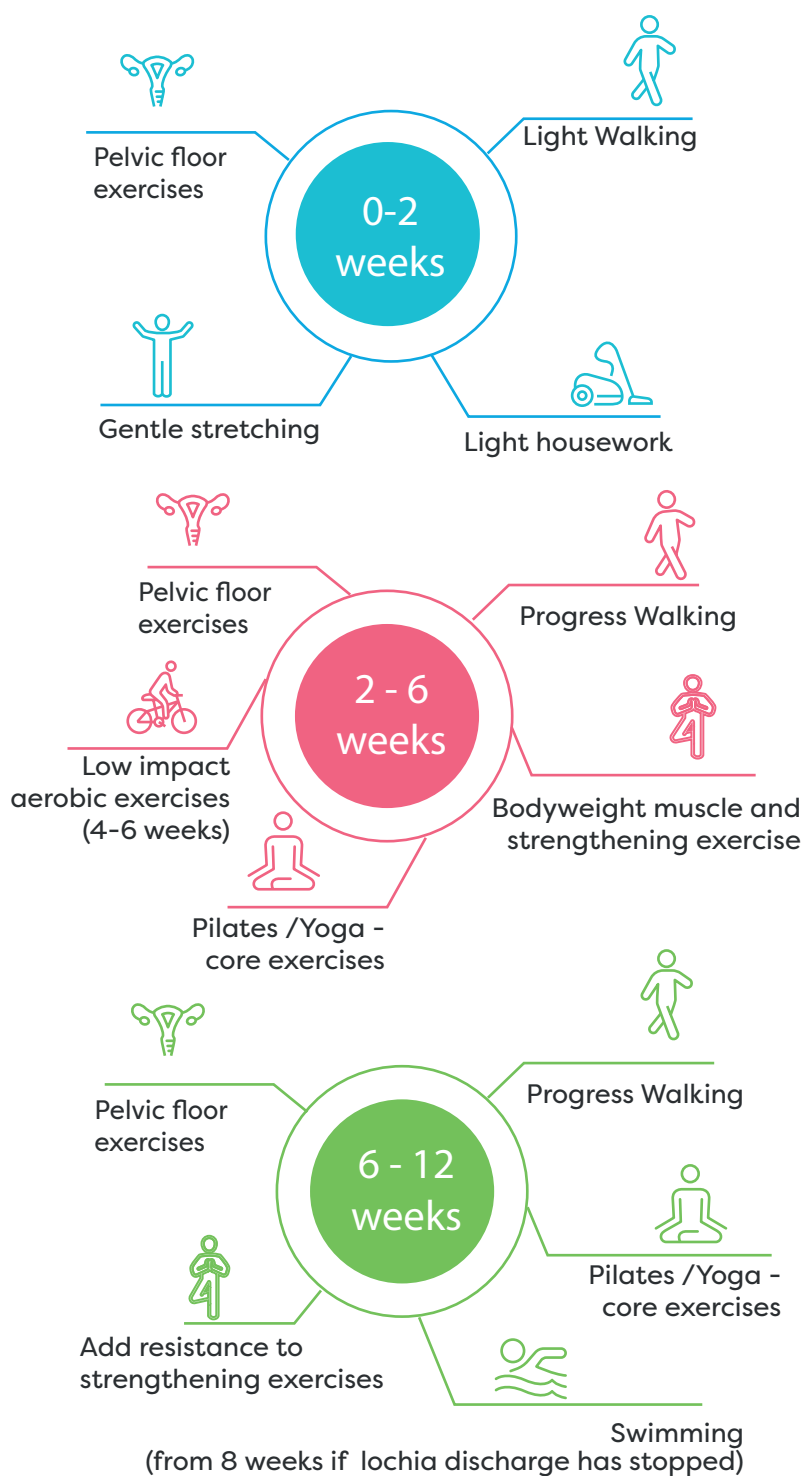 Pelvic floor
exercises
Light Walking
0-2
weeks
Gentle stretching
Light housework
Pelvic floor
exercises
Progress Walking
2 - 6
weeks
Low impact
aerobic exercises
(4-6 weeks)
Bodyweight muscle and
strengthening exercise
Pilates /Yoga -
core exercises
Pelvic floor
exercises
Progress Walking
6 - 12
weeks
Pilates /Yoga -
core exercises
Add resistance to
strengthening exercises
Swimming
(from 8 weeks if lochia discharge has stopped)